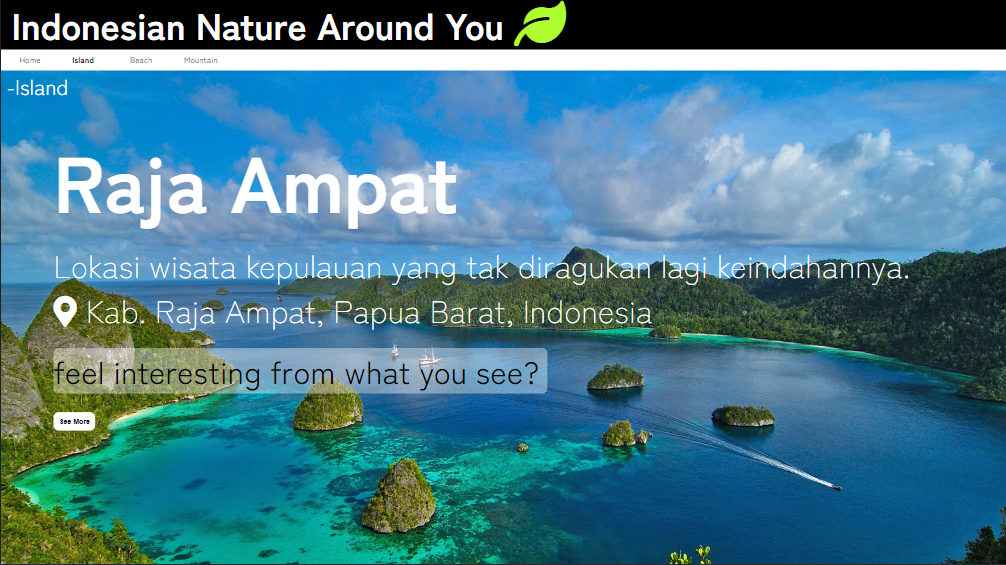 Indonesian Nature Around You
Home Island Beach Mountain
-Island
Raja Ampat
Lokasi wisata kepulauan yang tak diragukan lagi keindahannya.
Kab. Raja Ampat, Papua Barat, Indonesia
feel interesting from what you see?
See More